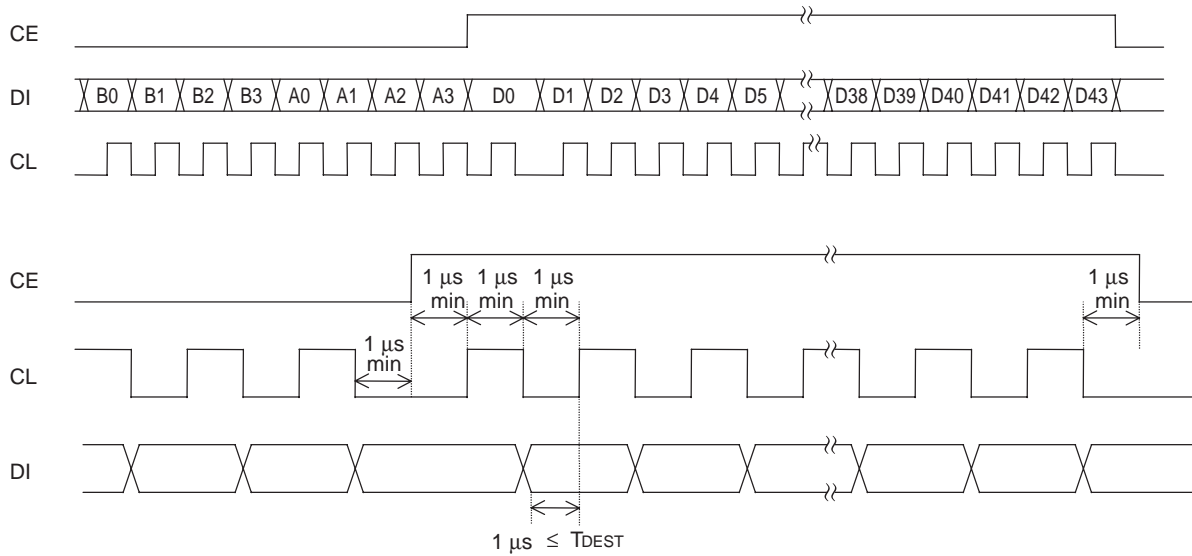 CE
DI B0 B1 B2 B3 A0 A1 A2 A3 D0 D1 D2 D3 D4 D5 D38 D39 D40 D41 D42 D43
CL
CE
1 μs min
1 μs min
1 μs min
1 μs min
CL
1 μs min
DI
1 μs ≤ TDEST